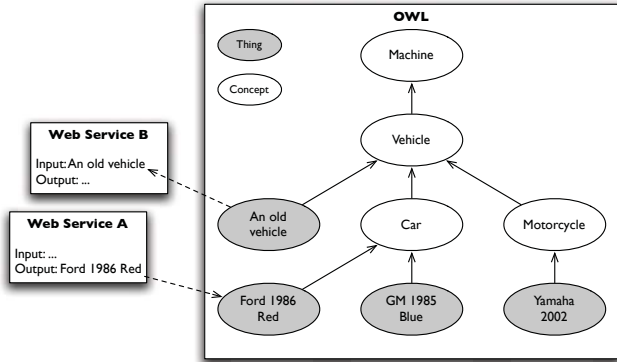 OWL
Thing
Machine
Concept
Web Service B
Input: An old vehicle
Output: ...
Vehicle
Web Service A
Input: ...
Output: Ford 1986 Red
An old
vehicle
Car
Motorcycle
Ford 1986
Red
GM 1985
Blue
Yamaha
2002